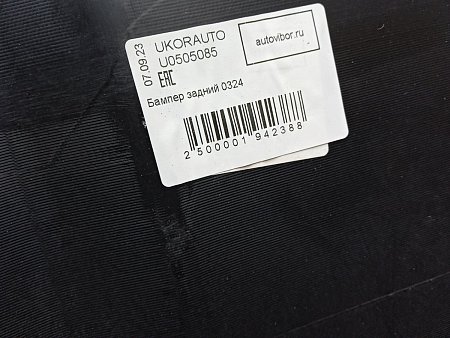 07.09.23
UKORAUTO
U0505085
EAC
autovibor.ru
Бампер задний 0324
2 500001 942388